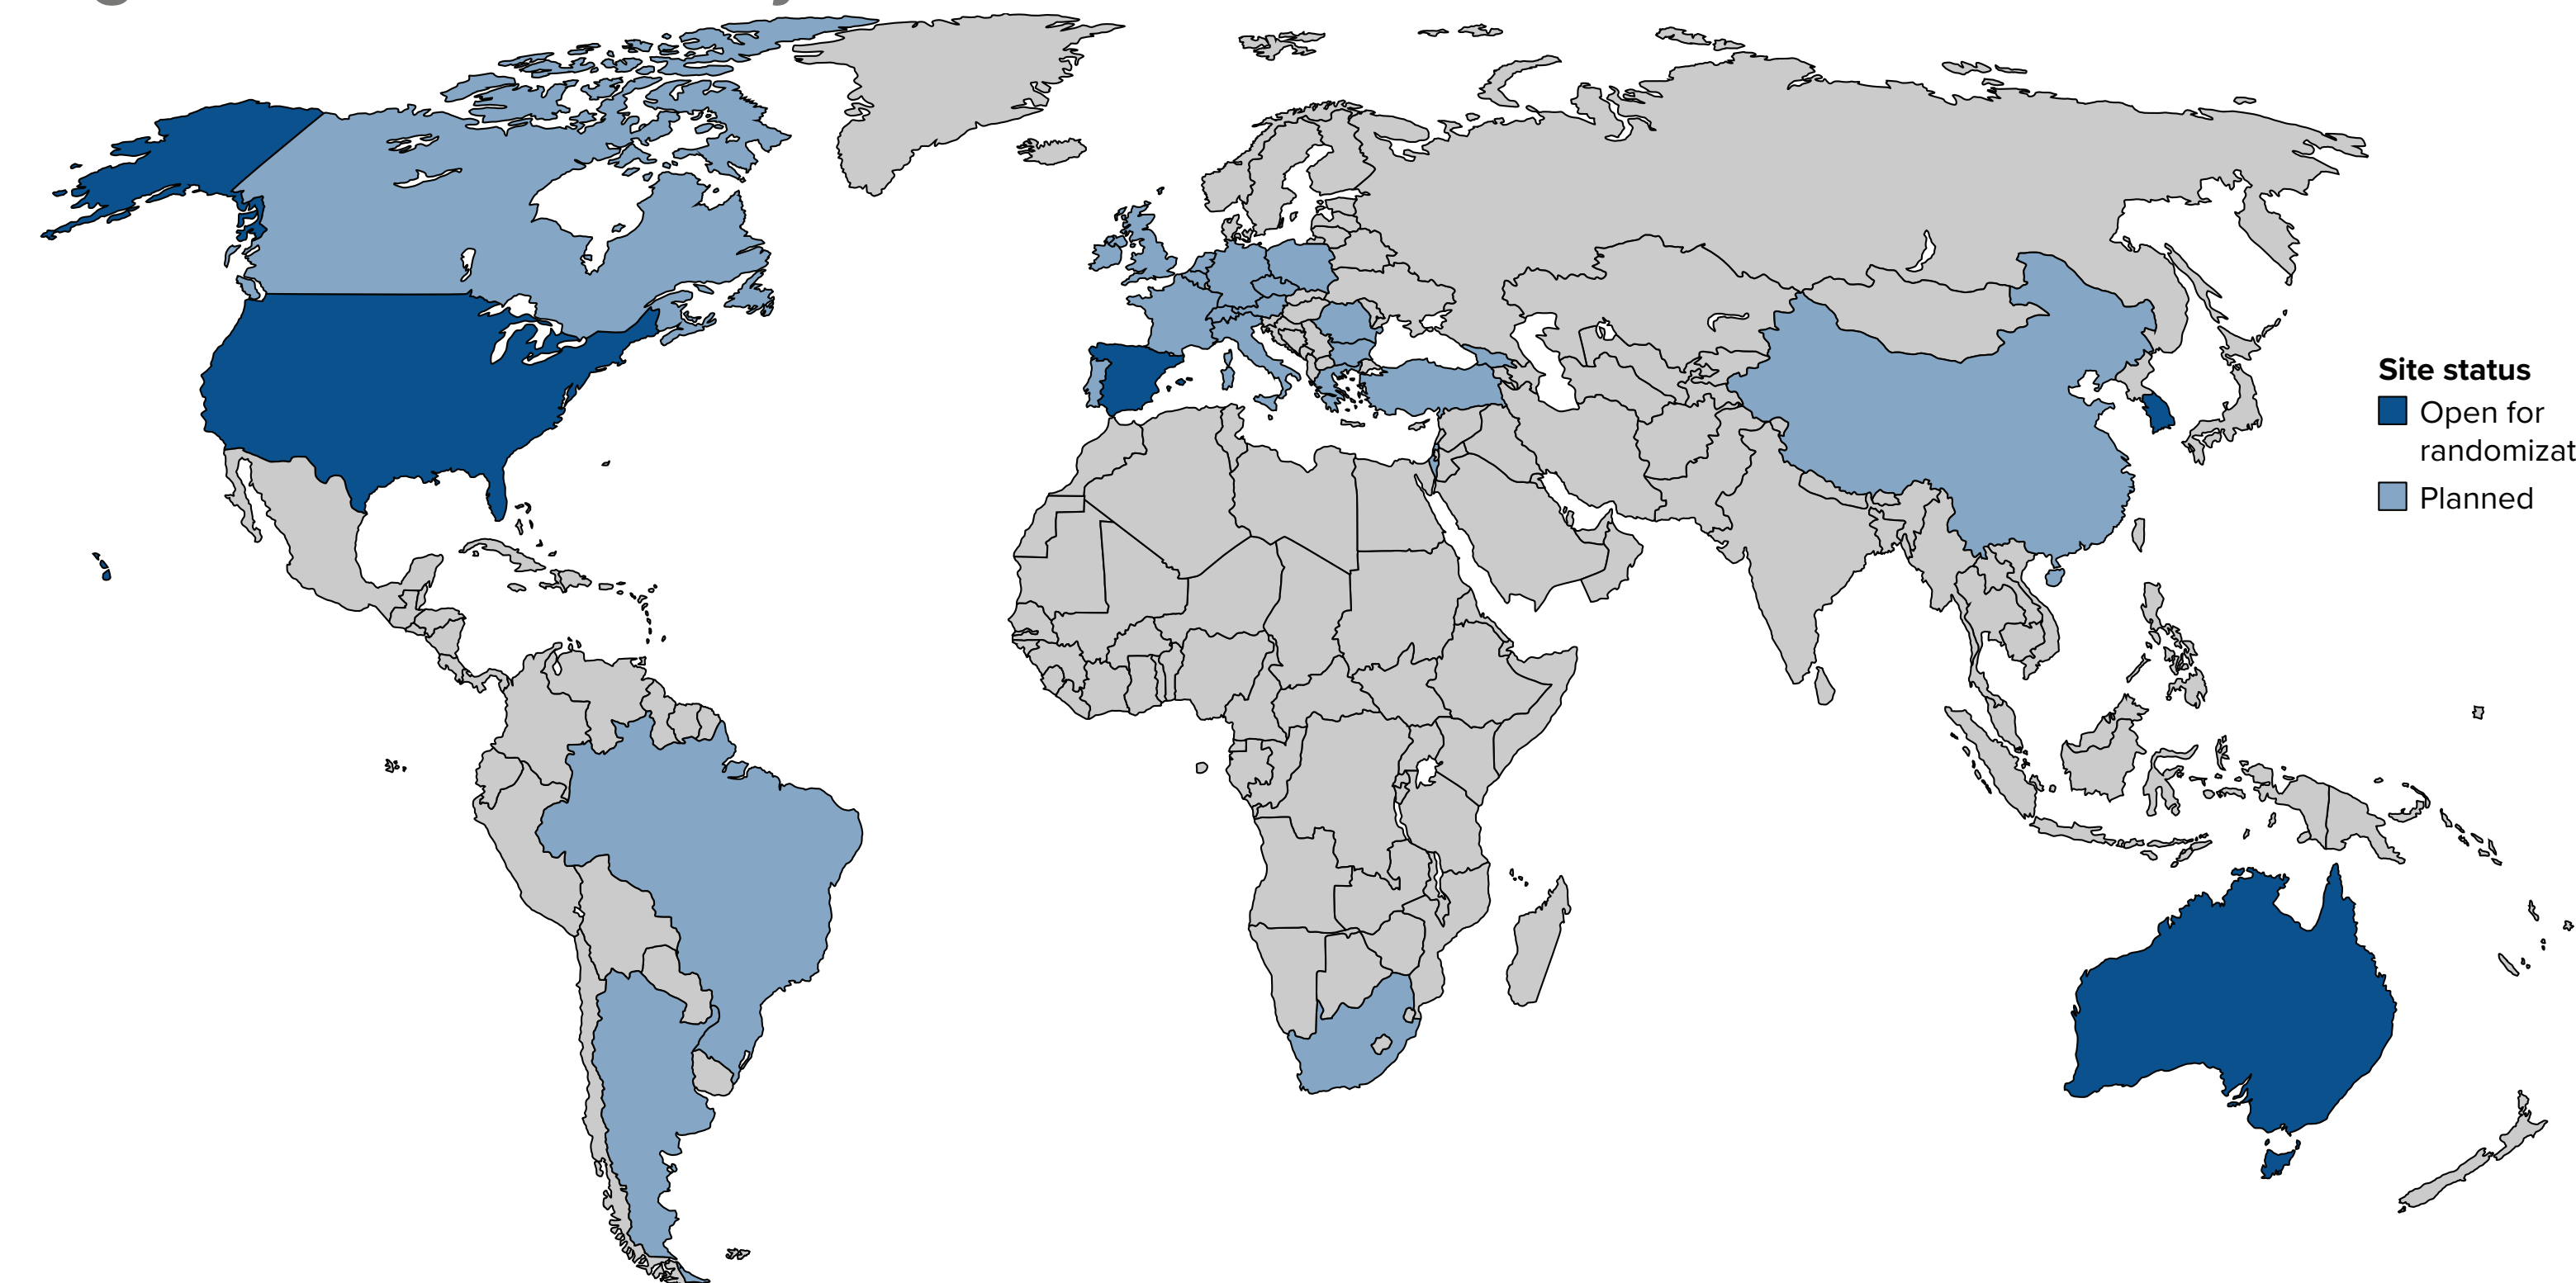 Site status
Open for
randomizat
Planned